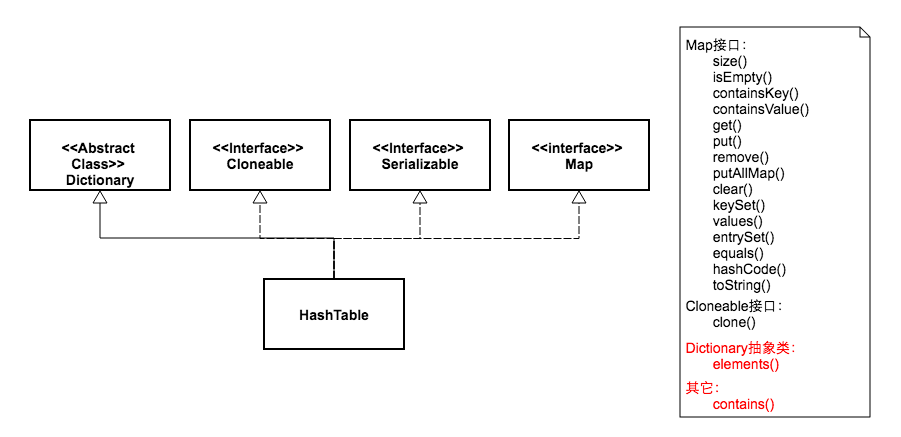 <<Abstract
Class>>
Dictionary
<<Interface>>
Cloneable
<<Interface>>
Serializable
<<interface>>
Map
HashTable
Map接口：
size()
isEmpty()
containsKey()
containsValue()
get()
put()
remove()
putAllMap()
clear()
keySet()
values()
entrySet()
equals()
hashCode()
toString()
Cloneable接口：
clone()
Dictionary抽象类：
elements()
其它：
contains()